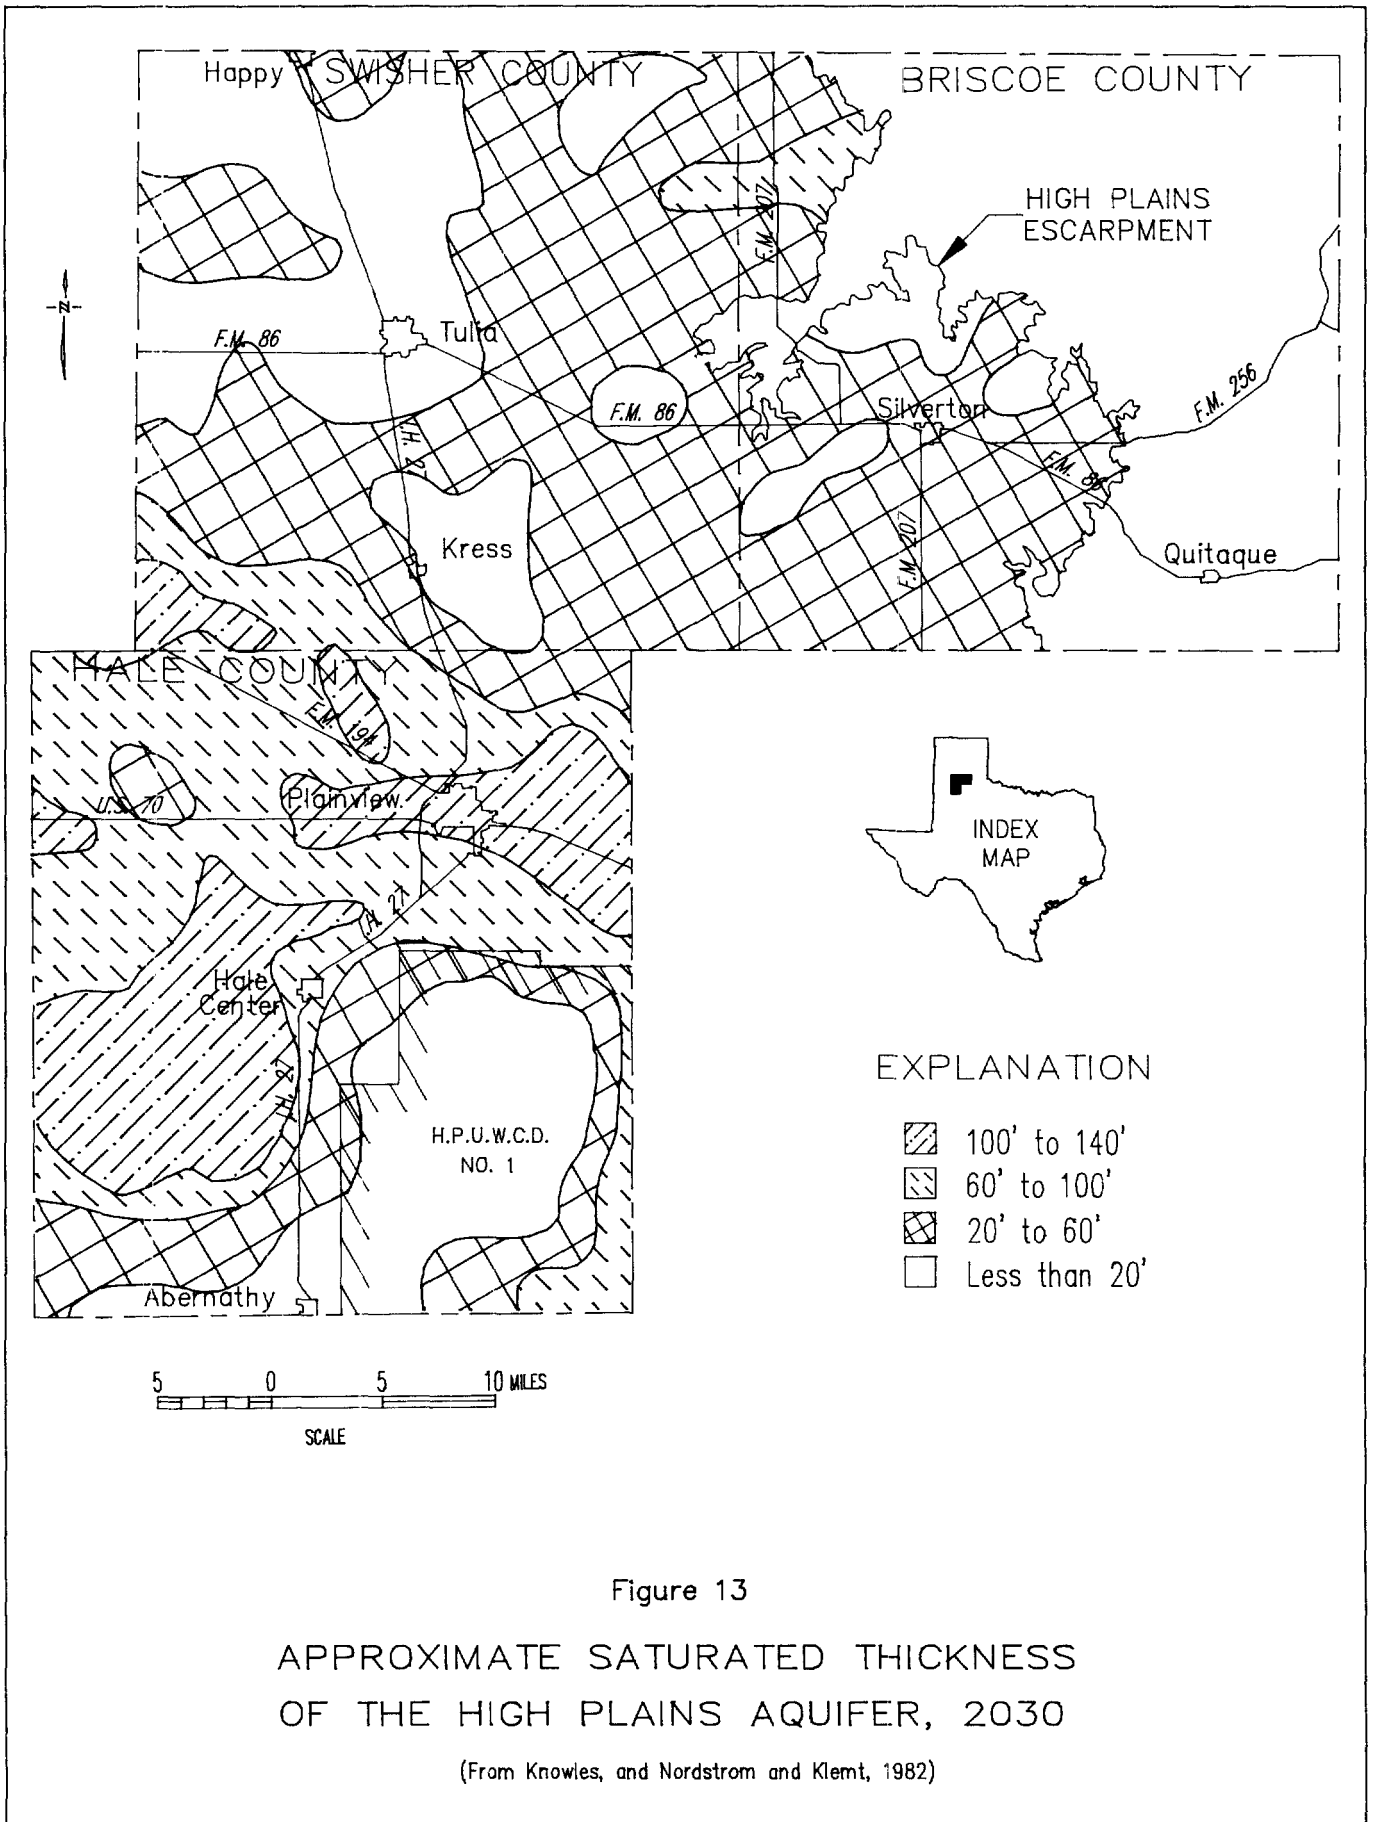 Happy
SWISHER COUNTY
BRISCOE COUNTY
F.M. 207
HIGH PLAINS
ESCARPMENT
N
F.M. 86
Tulia
F.M. 86
Silverton
F.M. 256
I.H. 2
F.M. 86
Kress
F.M. 207
Quitaque
HALE COUNTY
F.M. 194
U.S. 70
Plainview
INDEX
MAP
I.H. 27
Hale
Center
I.H. 27
H.P.U.W.C.D.
NO. 1
Abernathy
EXPLANATION
100' to 140'
60' to 100'
20' to 60'
Less than 20'
5 0 5 10 MILES
SCALE
Figure 13
APPROXIMATE SATURATED THICKNESS
OF THE HIGH PLAINS AQUIFER, 2030
(From Knowles, and Nordstrom and Klemt, 1982)